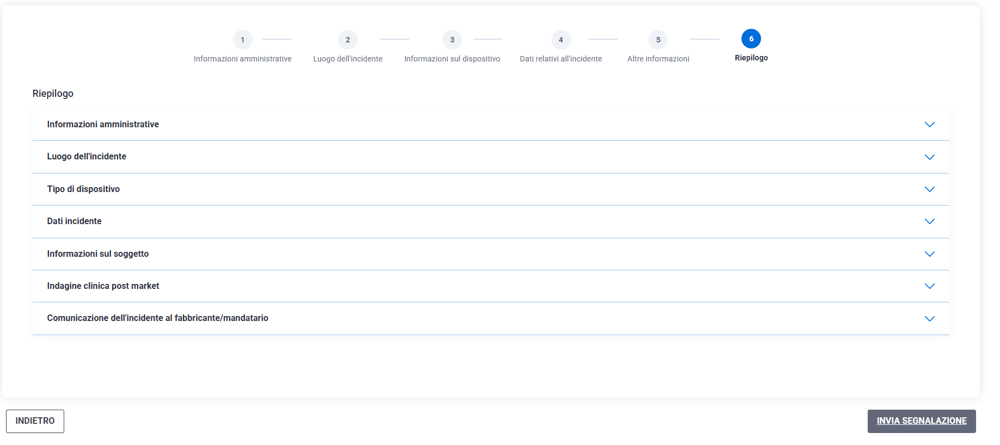 1
2
3
4
5
6
Informazioni amministrative
Luogo dell'incidente
Informazioni sul dispositivo
Dati relativi all'incidente
Altre informazioni
Riepilogo
Riepilogo
Informazioni amministrative
Luogo dell'incidente
Tipo di dispositivo
Dati incidente
Informazioni sul soggetto
Indagine clinica post market
Comunicazione dell'incidente al fabbricante/mandatario
INDIETRO
INVIA SEGNALAZIONE